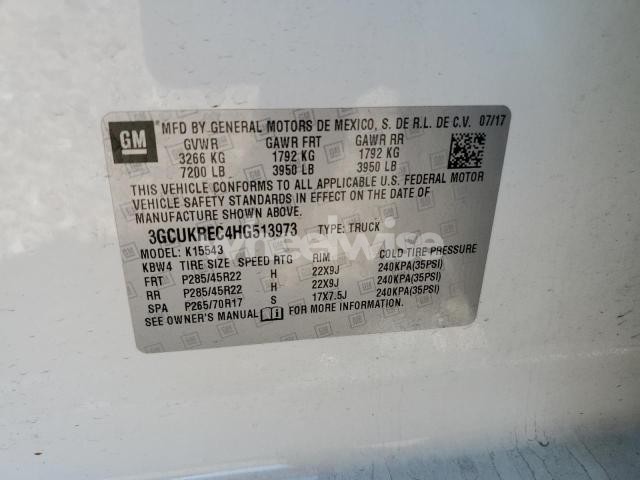 GM
MFD BY GENERAL MOTORS DE MEXICO, S. DE R.L. DE C.V. 07/17
GVWR GAWR FRT GAWR RR
3266 KG 1792 KG 1792 KG
7200 LB 3950 LB 3950 LB
THIS VEHICLE CONFORMS TO ALL APPLICABLE U.S. FEDERAL MOTOR
VEHICLE SAFETY STANDARDS IN EFFECT ON THE DATE OF
MANUFACTURE SHOWN ABOVE.
3GCUKREC4HG513973 TYPE: TRUCK
MODEL: K15543
KBW4 TIRE SIZE SPEED RTG RIM COLD TIRE PRESSURE
FRT P285/45R22 H 22X9J 240KPA(35PSI)
RR P285/45R22 H 22X9J 240KPA(35PSI)
SPA P265/70R17 S 17X7.5J 240KPA(35PSI)
SEE OWNER'S MANUAL FOR MORE INFORMATION.